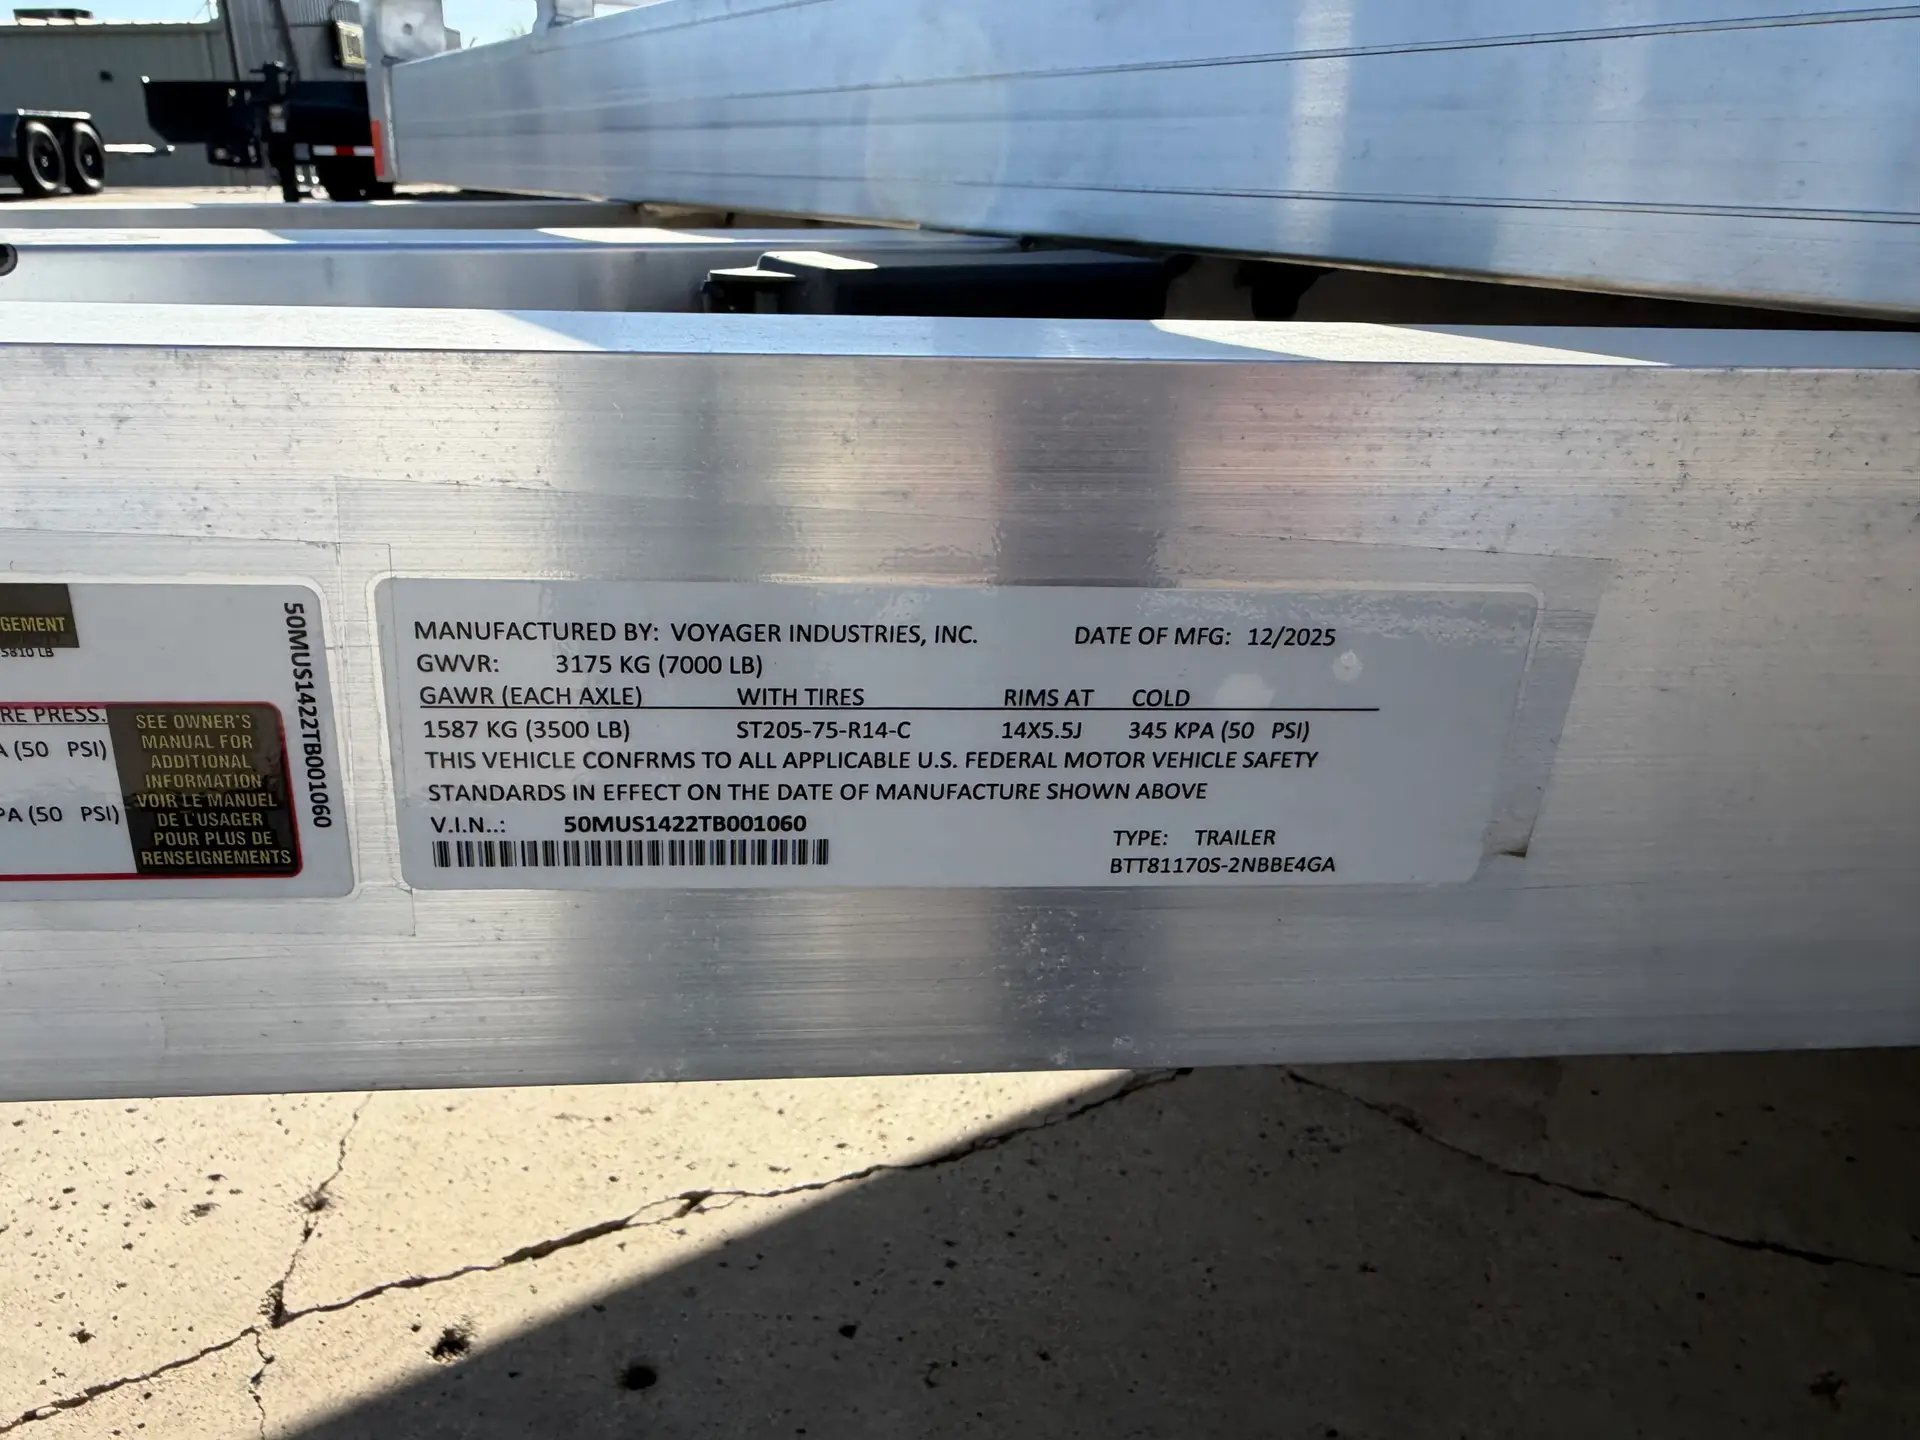 GEMENT
5810 LB
RE PRESS.
A (50 PSI)
PA (50 PSI)
SEE OWNER'S
MANUAL FOR
ADDITIONAL
INFORMATION
VOIR LE MANUEL
DE L'USAGER
POUR PLUS DE
RENSEIGNEMENTS
50MUS1422TB001060
MANUFACTURED BY: VOYAGER INDUSTRIES, INC. DATE OF MFG: 12/2025
GWVR: 3175 KG (7000 LB)
GAWR (EACH AXLE) WITH TIRES RIMS AT COLD
1587 KG (3500 LB) ST205-75-R14-C 14X5.5J 345 KPA (50 PSI)
THIS VEHICLE CONFRMS TO ALL APPLICABLE U.S. FEDERAL MOTOR VEHICLE SAFETY
STANDARDS IN EFFECT ON THE DATE OF MANUFACTURE SHOWN ABOVE
V.I.N..: 50MUS1422TB001060
TYPE: TRAILER
BTT81170S-2NBBE4GA